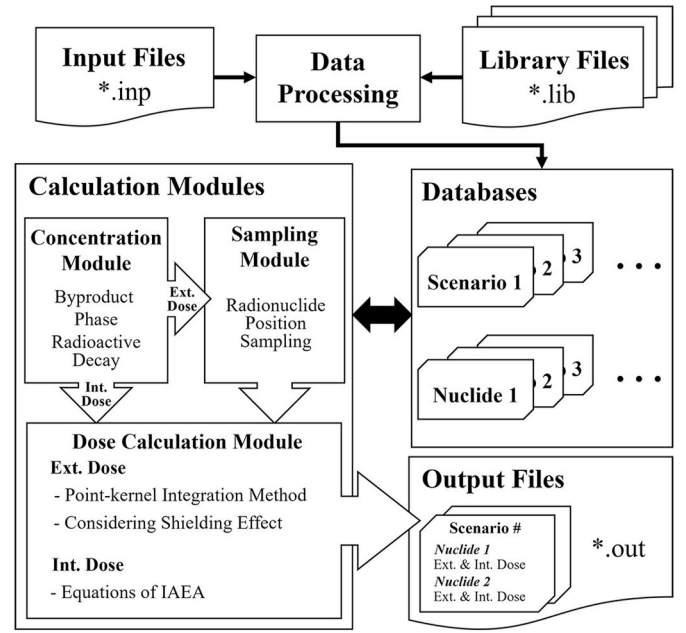 Input Files
*.inp
Data
Processing
Library Files
*.lib
Calculation Modules
Concentration
Module
Byproduct
Phase
Radioactive
Decay
Ext.
Dose
Sampling
Module
Radionuclide
Position
Sampling
Int.
Dose
Dose Calculation Module
Ext. Dose
- Point-kernel Integration Method
- Considering Shielding Effect
Int. Dose
- Equations of IAEA
Databases
Scenario 1
2
3
• • •
Nuclide 1
2
3
• • •
Output Files
Scenario #
Nuclide 1
Ext. & Int. Dose
Nuclide 2
Ext. & Int. Dose
*.out